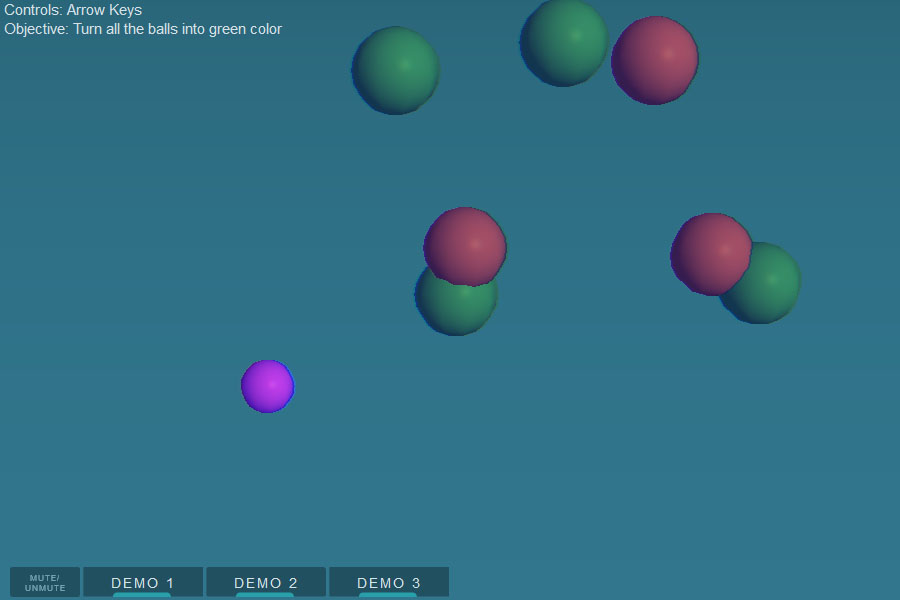 Controls: Arrow Keys
Objective: Turn all the balls into green color
MUTE/
UNMUTE
DEMO 1
DEMO 2
DEMO 3